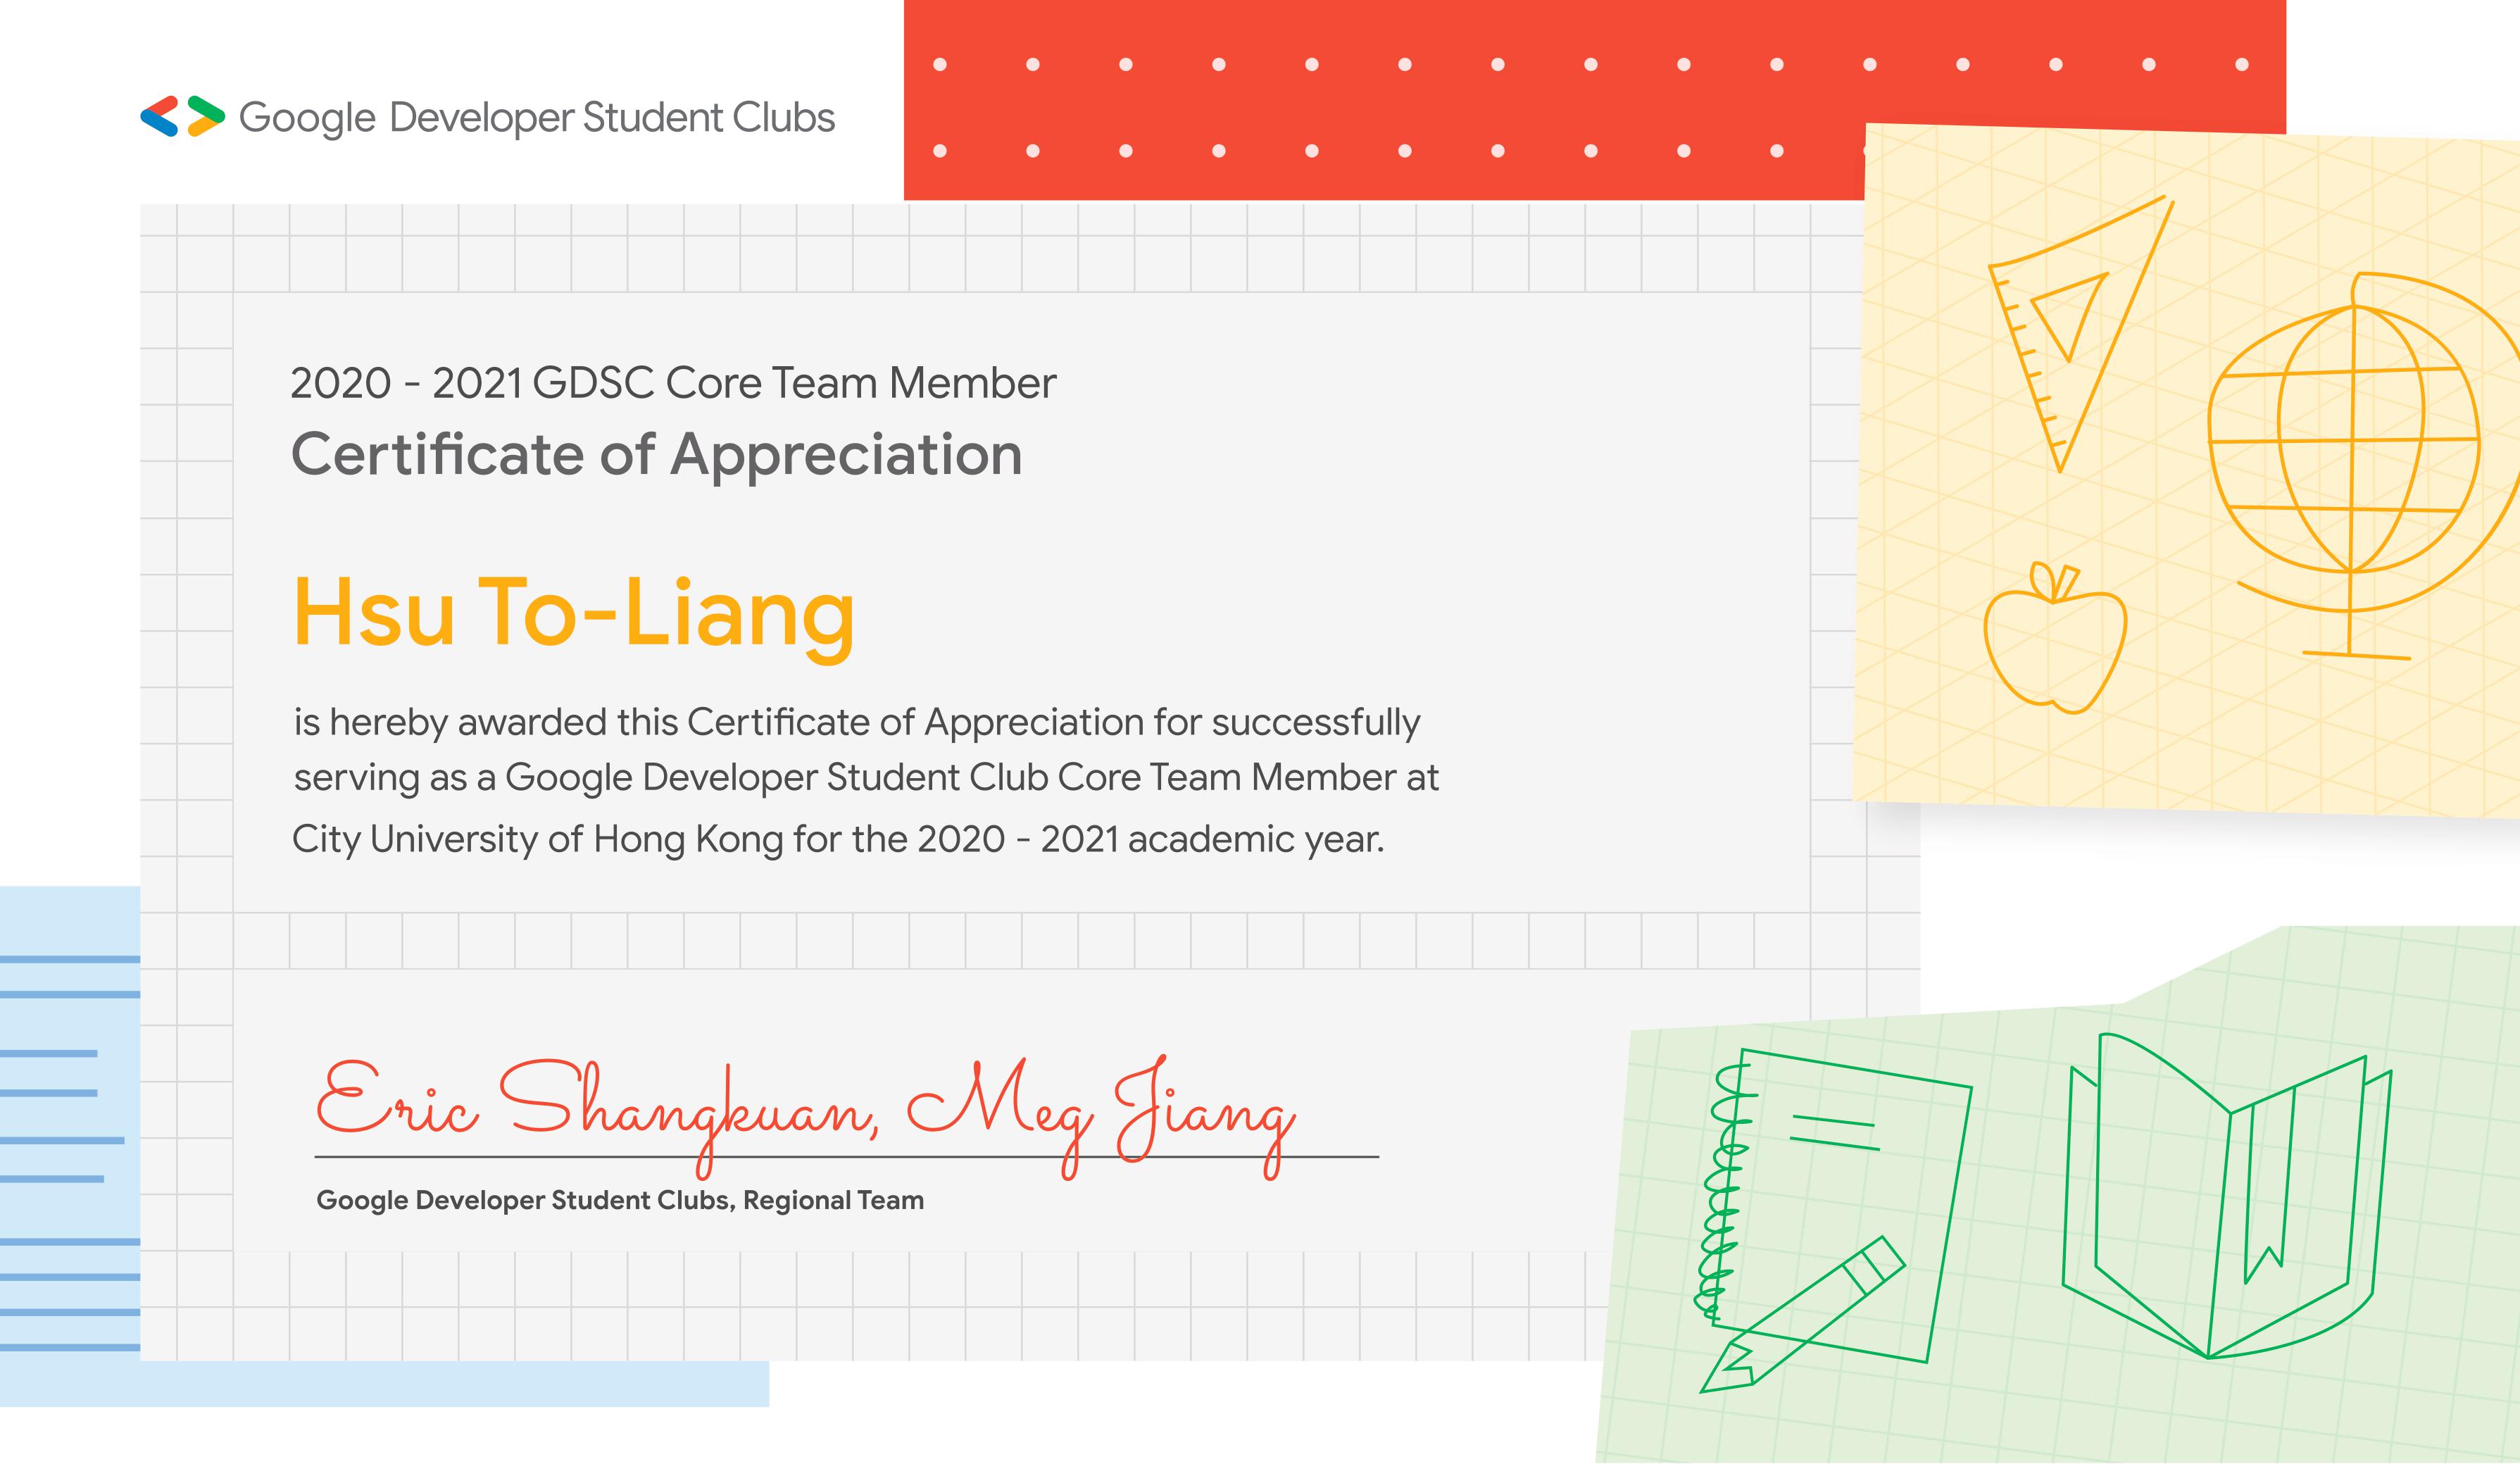 Google Developer Student Clubs
2020 - 2021 GDSC Core Team Member
Certificate of Appreciation
Hsu To-Liang
is hereby awarded this Certificate of Appreciation for successfully
serving as a Google Developer Student Club Core Team Member at
City University of Hong Kong for the 2020 - 2021 academic year.
Eric Shangkuan, Meg Jiang
Google Developer Student Clubs, Regional Team